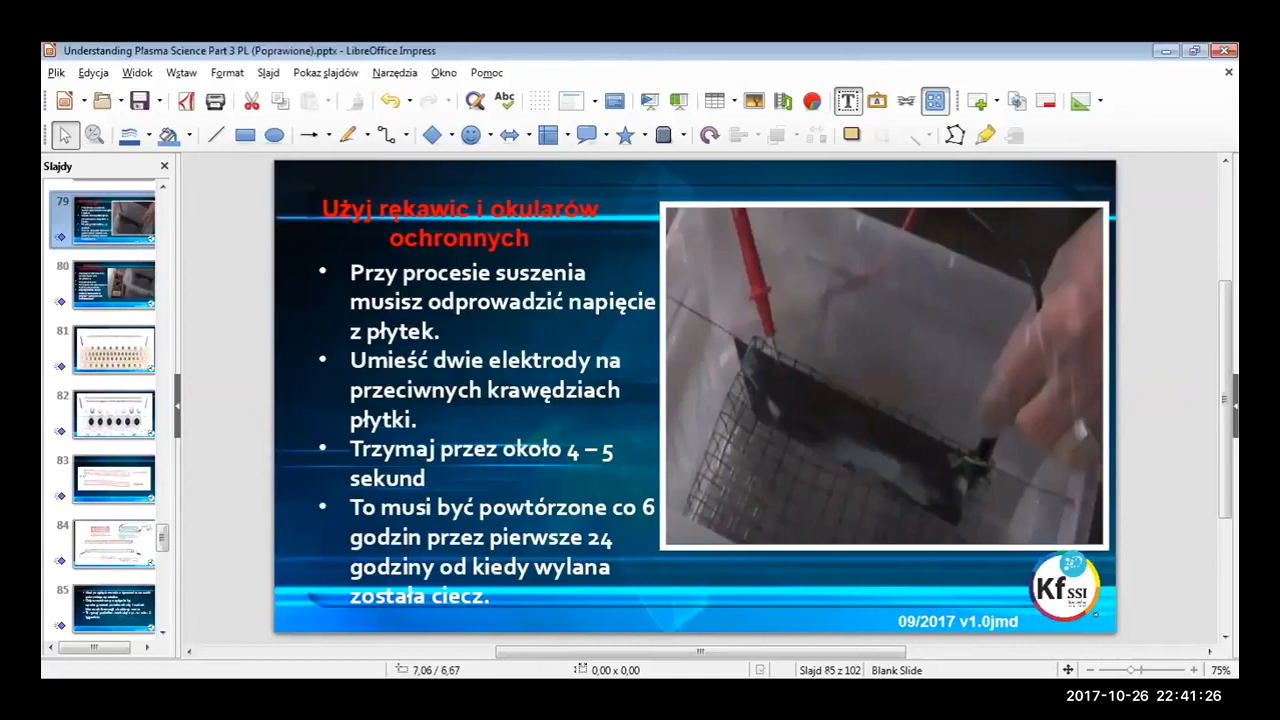 Understanding Plasma Science Part 3 PL (Poprawione).pptx - LibreOffice Impress
Plik Edycja Widok Wstaw Format Slajd Pokaz slajdów Narzędzia Okno Pomoc
Abc
Slajdy
79
80
81
82
83
84
85
Użyj rękawic i okularów
ochronnych
• Przy procesie suszenia
musisz odprowadzić napięcie
z płytek.
• Umieść dwie elektrody na
przeciwnych krawędziach
płytki.
• Trzymaj przez około 4 – 5
sekund
• To musi być powtórzone co 6
godzin przez pierwsze 24
godziny od kiedy wylana
została ciecz.
Kf SSI
09/2017 v1.0jmd
7,06 / 6,67 0,00 x 0,00 Slajd 85 z 102 Blank Slide 75%
2017-10-26 22:41:26